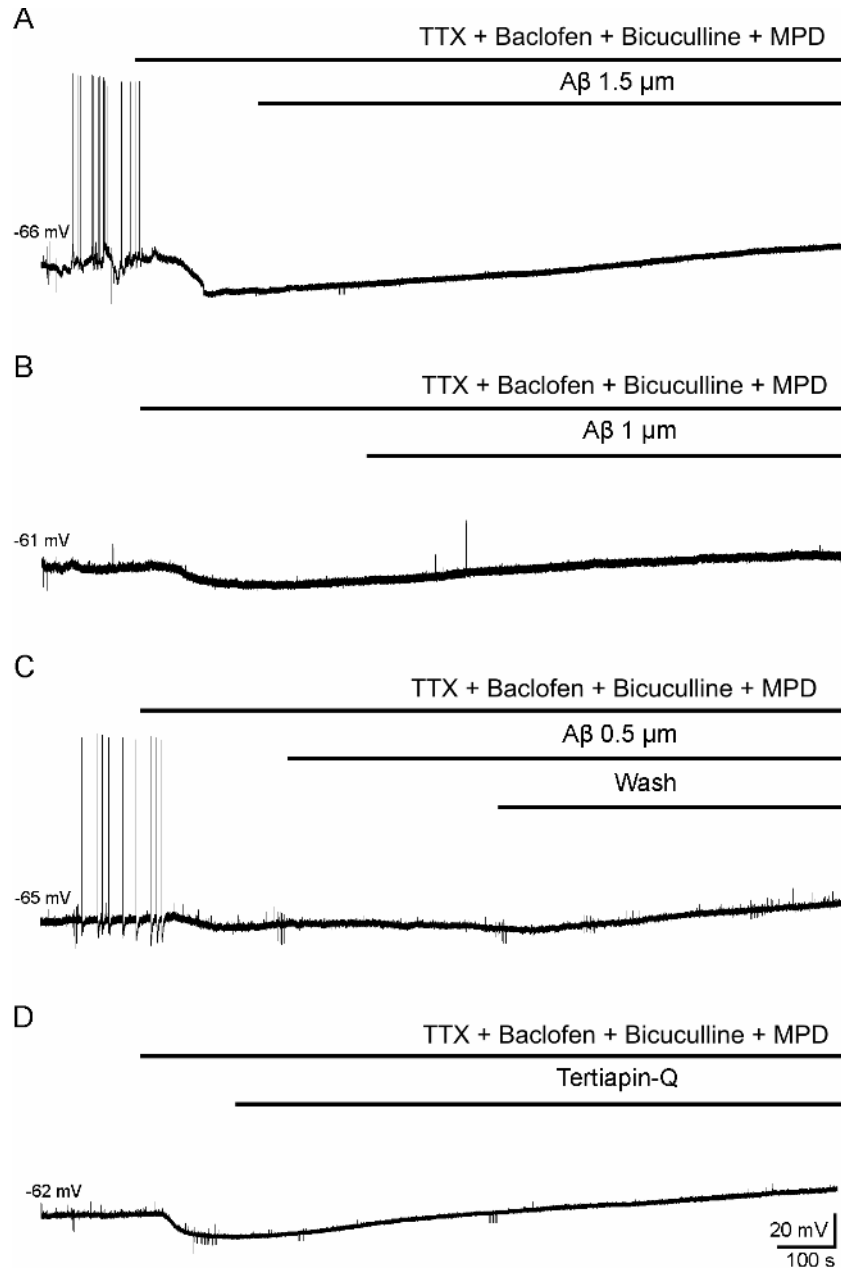 A
TTX + Baclofen + Bicuculline + MPD
Aβ 1.5 µm
-66 mV
B
TTX + Baclofen + Bicuculline + MPD
Aβ 1 µm
-61 mV
C
TTX + Baclofen + Bicuculline + MPD
Aβ 0.5 µm
Wash
-65 mV
D
TTX + Baclofen + Bicuculline + MPD
Tertiapin-Q
-62 mV
20 mV
100 s